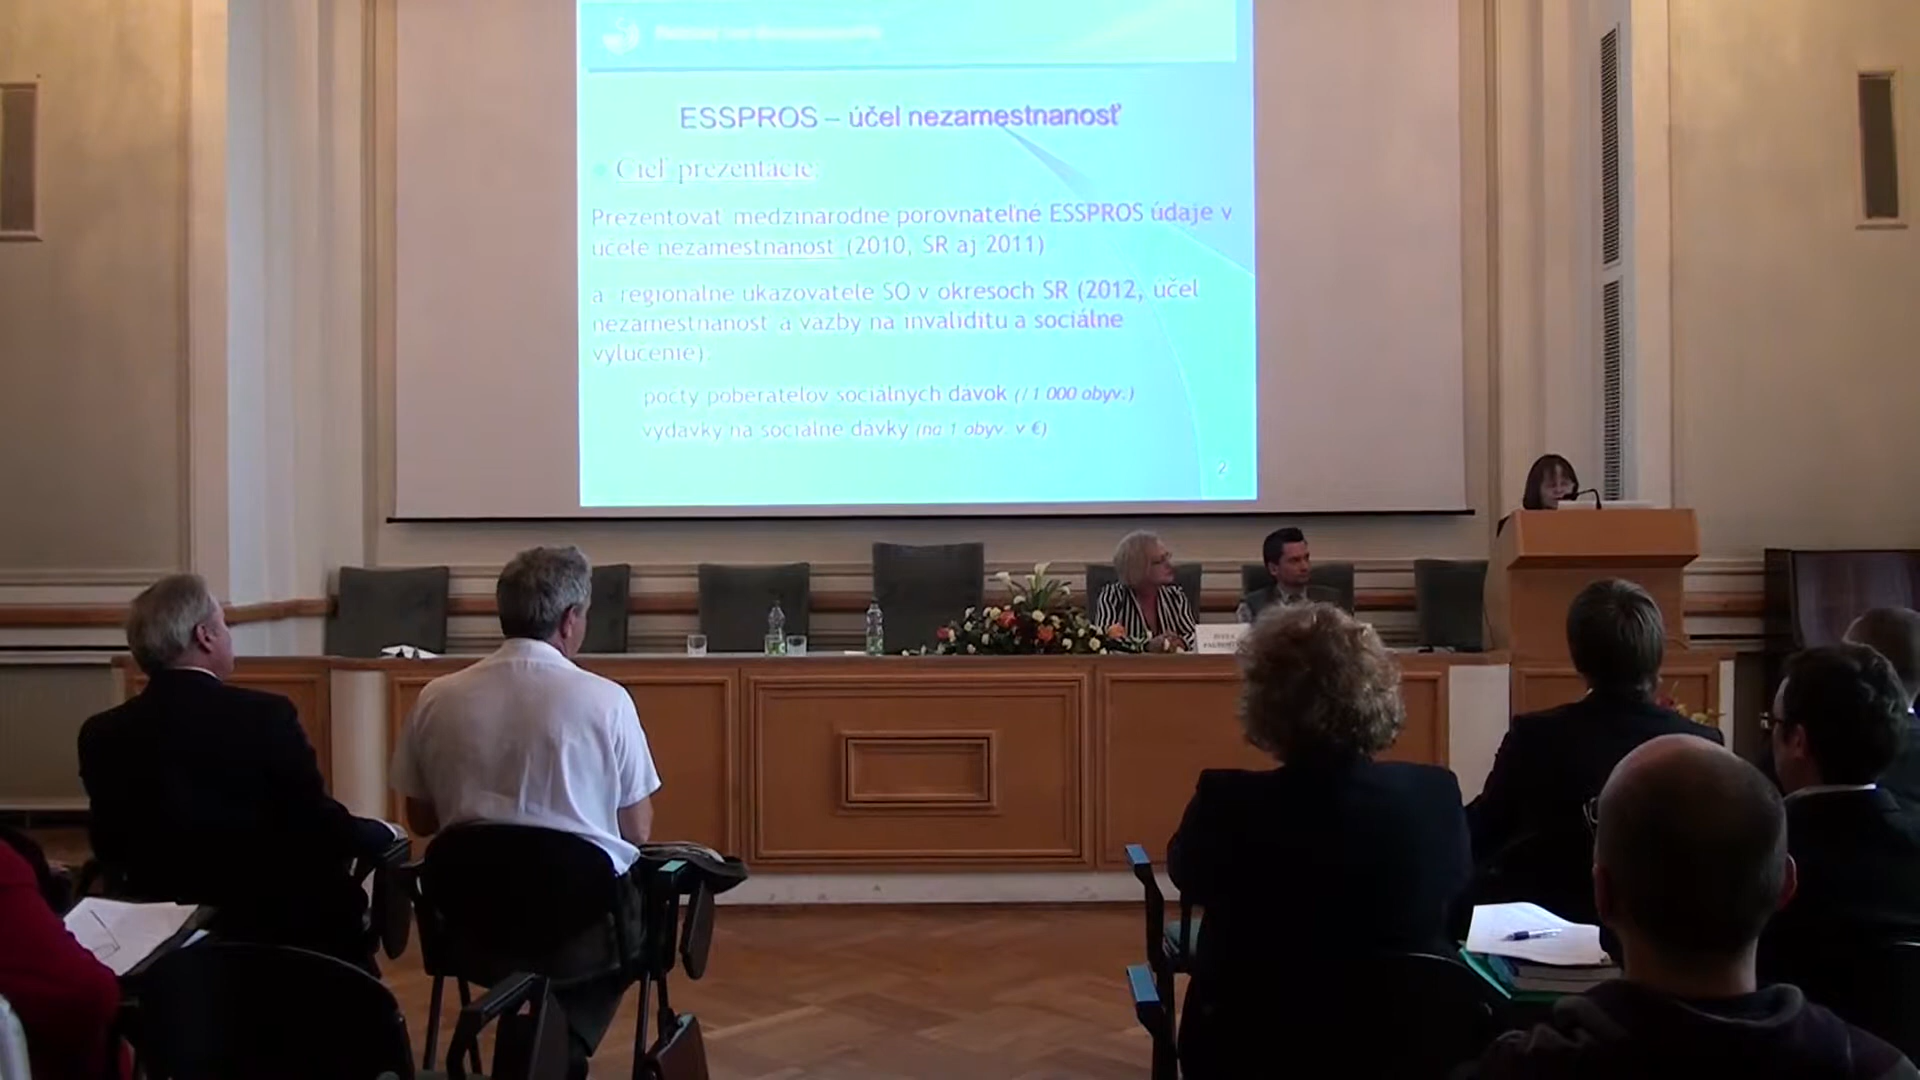 ESSPROS – účel nezamestnanosť
Cieľ prezentácie:
Prezentovať medzinárodne porovnateľné ESSPROS údaje v
účele nezamestnanosť (2010, SR aj 2011)
a regionálne ukazovatele SO v okresoch SR (2012, účel
nezamestnanosť a väzby na invaliditu a sociálne
vylúčenie):
počty poberateľov sociálnych dávok (/1 000 obyv.)
výdavky na sociálne dávky (na 1 obyv. v €)
2